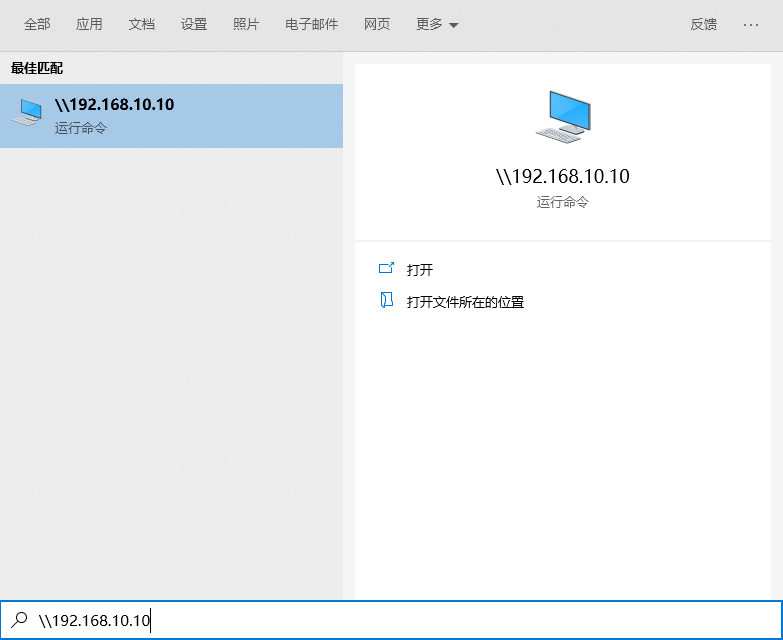 全部 应用 文档 设置 照片 电子邮件 网页 更多 反馈 ···
最佳匹配
\\192.168.10.10
运行命令
\\192.168.10.10
运行命令
打开
打开文件所在的位置
\\192.168.10.10